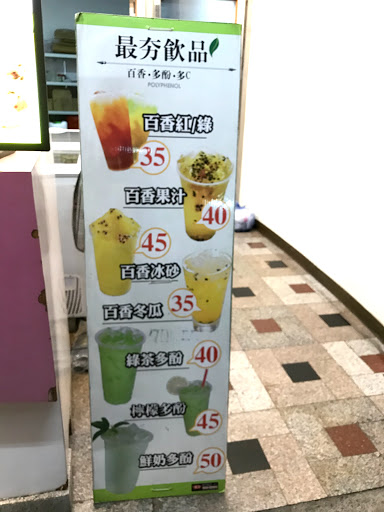 最夯飲品
百香•多酚•多C
POLYPHENOL
百香紅/綠
35
百香果汁
40
45
百香冰砂
百香冬瓜 35
綠茶多酚 40
檸檬多酚
45
鮮奶多酚 50